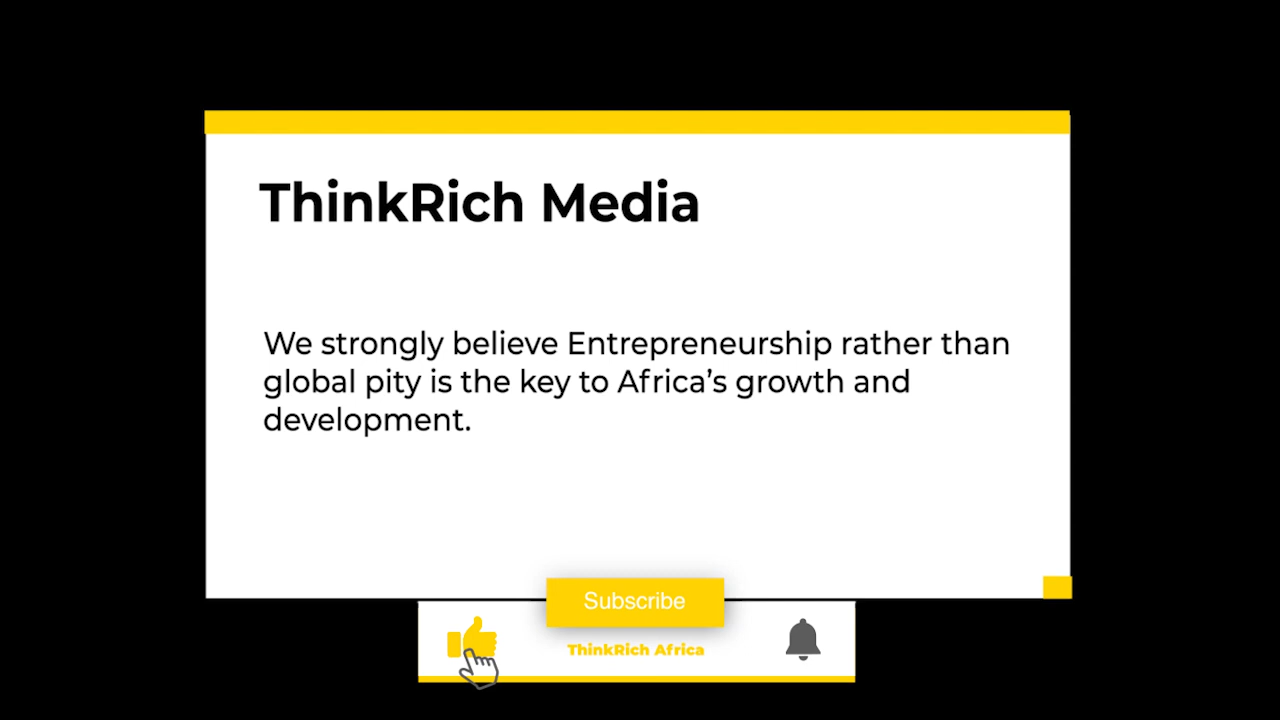 ThinkRich Media
We strongly believe Entrepreneurship rather than
global pity is the key to Africa’s growth and
development.
Subscribe
ThinkRich Africa